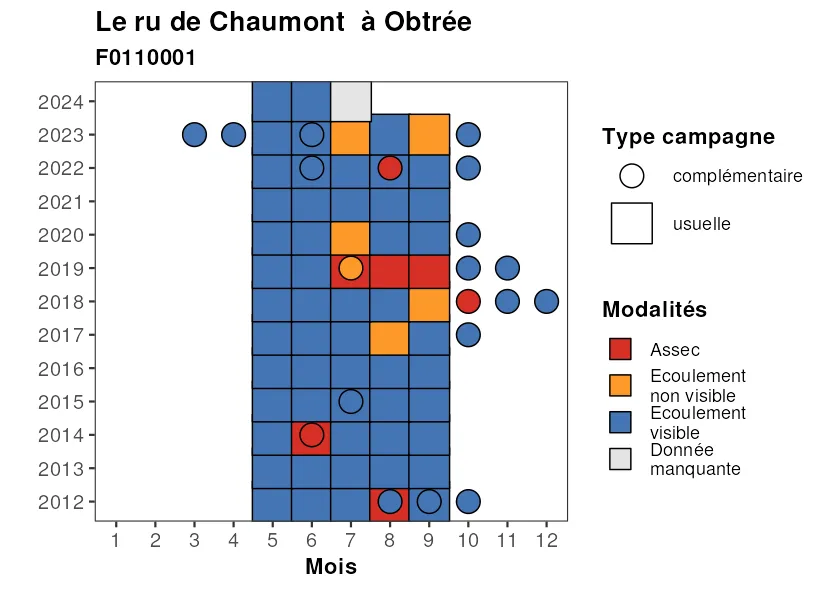 Le ru de Chaumont  à Obtrée
F0110001
2024
2023
2022
2021
2020
2019
2018
2017
2016
2015
2014
2013
2012
1 2 3 4 5 6 7 8 9 10 11 12
Mois
Type campagne
complémentaire
usuelle
Modalités
Assec
Ecoulement
non visible
Ecoulement
visible
Donnée
manquante